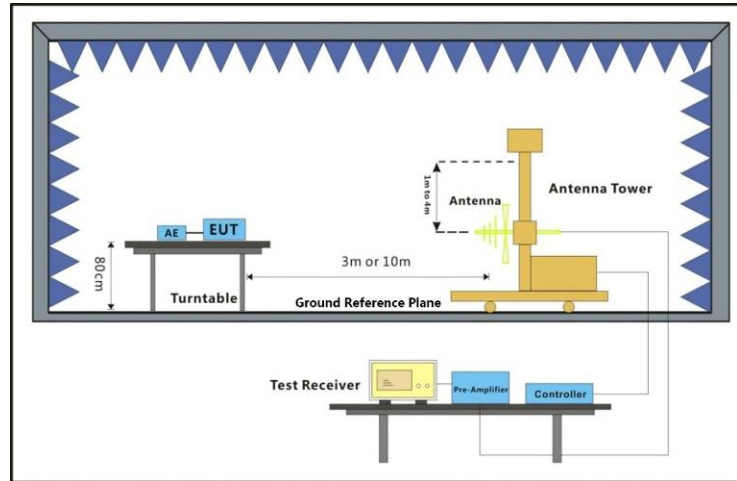 1m to 4m
Antenna
Antenna Tower
AE
EUT
80cm
3m or 10m
Turntable
Ground Reference Plane
Test Receiver
Pre-Amplifier
Controller